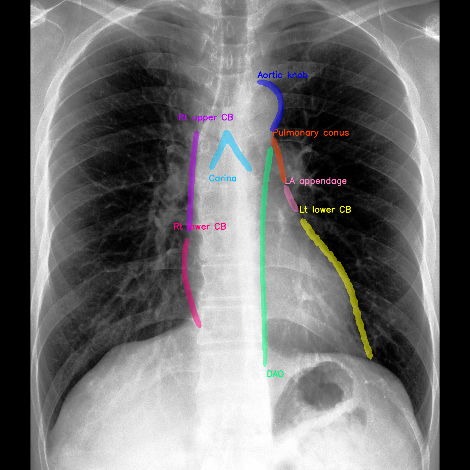 Aortic knob
Rt upper CB
Pulmonary conus
Carina
LA appendage
Lt lower CB
Rt lower CB
DAO